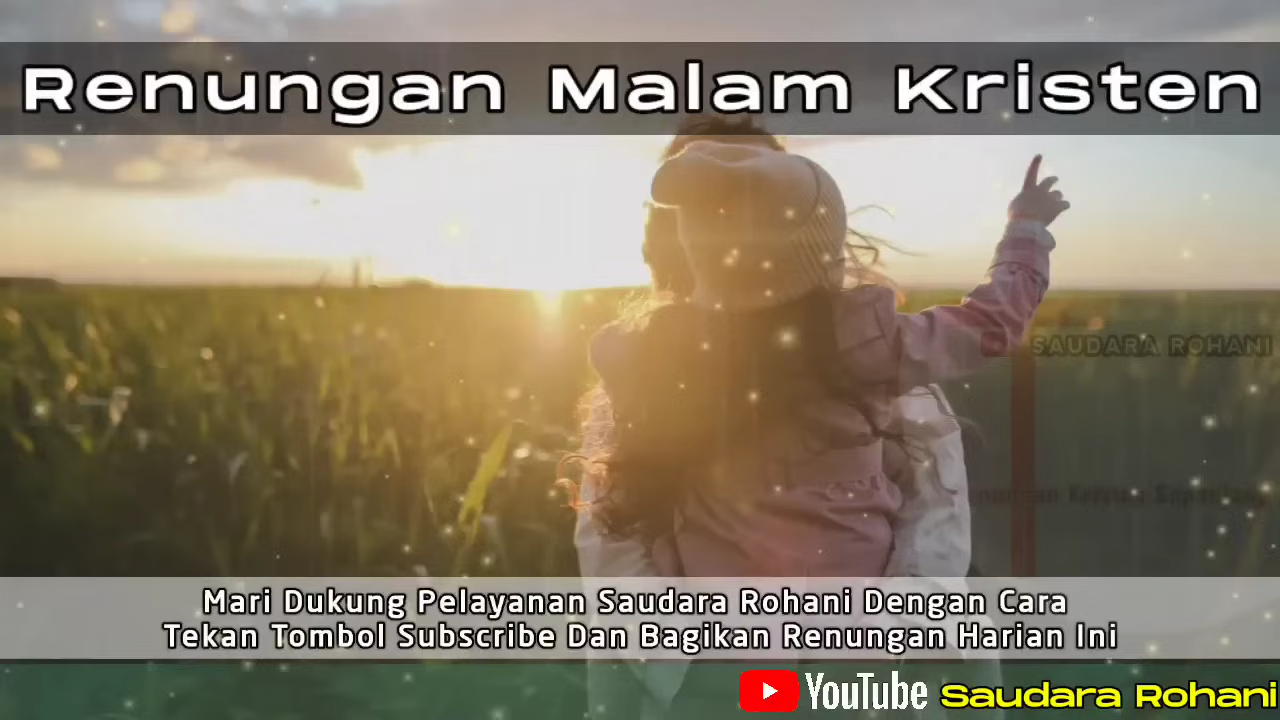 Renungan Malam Kristen
SAUDARA ROHANI
Mari Dukung Pelayanan Saudara Rohani Dengan Cara
Tekan Tombol Subscribe Dan Bagikan Renungan Harian Ini
YouTube Saudara Rohani